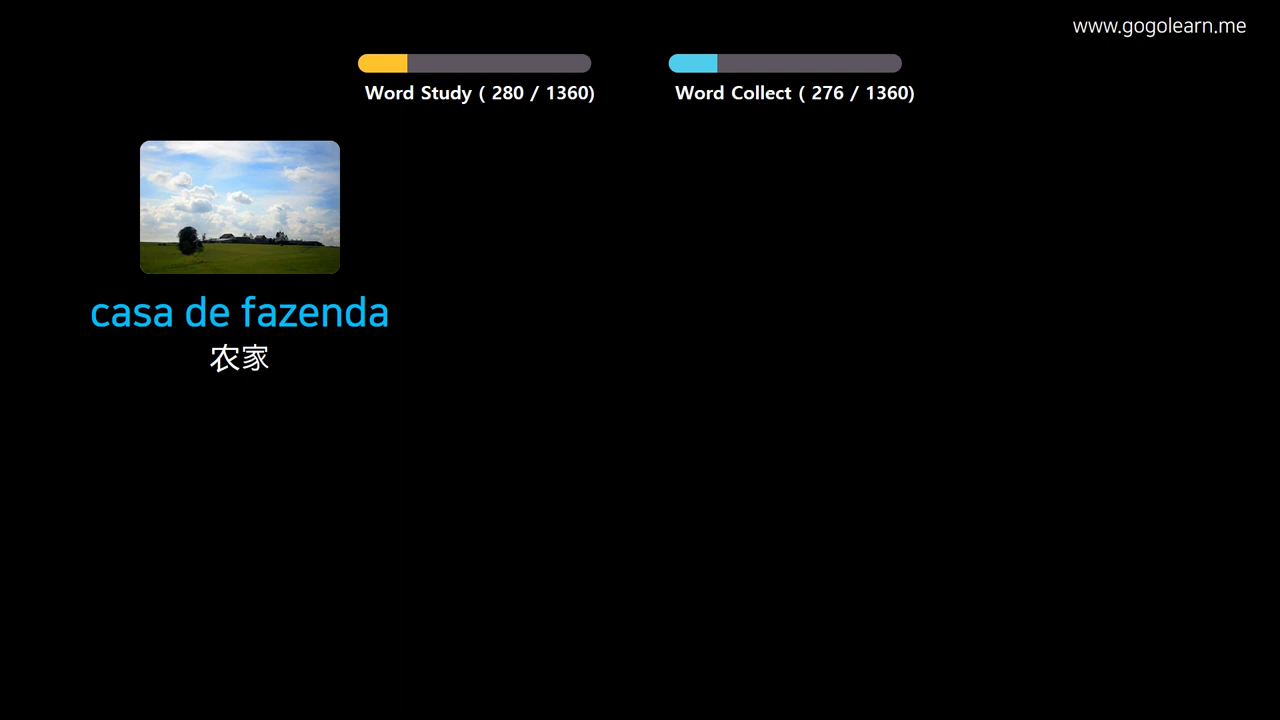 www.gogolearn.me
Word Study ( 280 / 1360)
Word Collect ( 276 / 1360)
casa de fazenda
农家